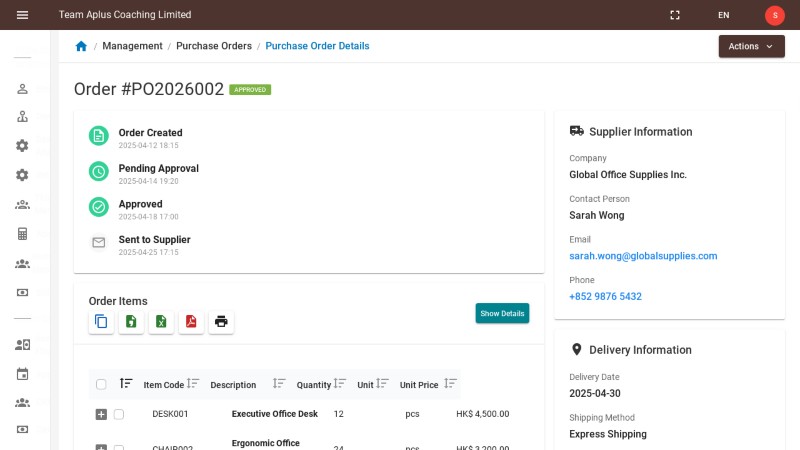 Team Aplus Coaching Limited
EN
S
/ Management / Purchase Orders / Purchase Order Details
Actions
Order #PO2026002
APPROVED
Order Created
2025-04-12 18:15
Pending Approval
2025-04-14 19:20
Approved
2025-04-18 17:00
Sent to Supplier
2025-04-25 17:15
Order Items
Show Details
Item Code Description Quantity Unit Unit Price
DESK001 Executive Office Desk 12 pcs HK$ 4,500.00
Ergonomic Office
CHAIR002 24 pcs HK$ 3,200.00
Supplier Information
Company
Global Office Supplies Inc.
Contact Person
Sarah Wong
Email
sarah.wong@globalsupplies.com
Phone
+852 9876 5432
Delivery Information
Delivery Date
2025-04-30
Shipping Method
Express Shipping